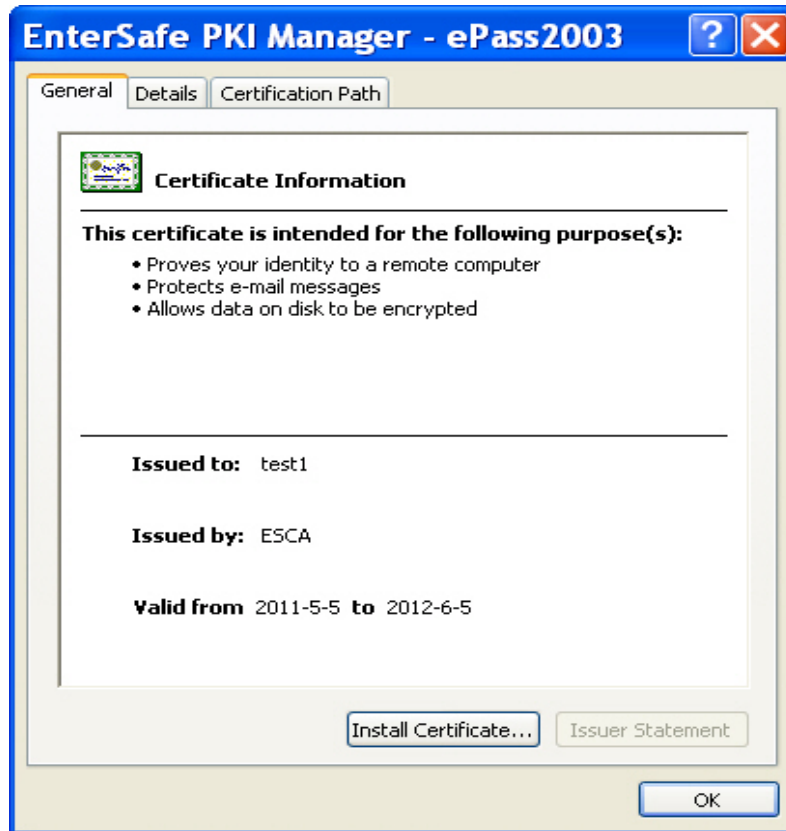 EnterSafe PKI Manager - ePass2003
General Details Certification Path
Certificate Information
This certificate is intended for the following purpose(s):
• Proves your identity to a remote computer
• Protects e-mail messages
• Allows data on disk to be encrypted
Issued to: test1
Issued by: ESCA
Valid from 2011-5-5 to 2012-6-5
Install Certificate... Issuer Statement
OK